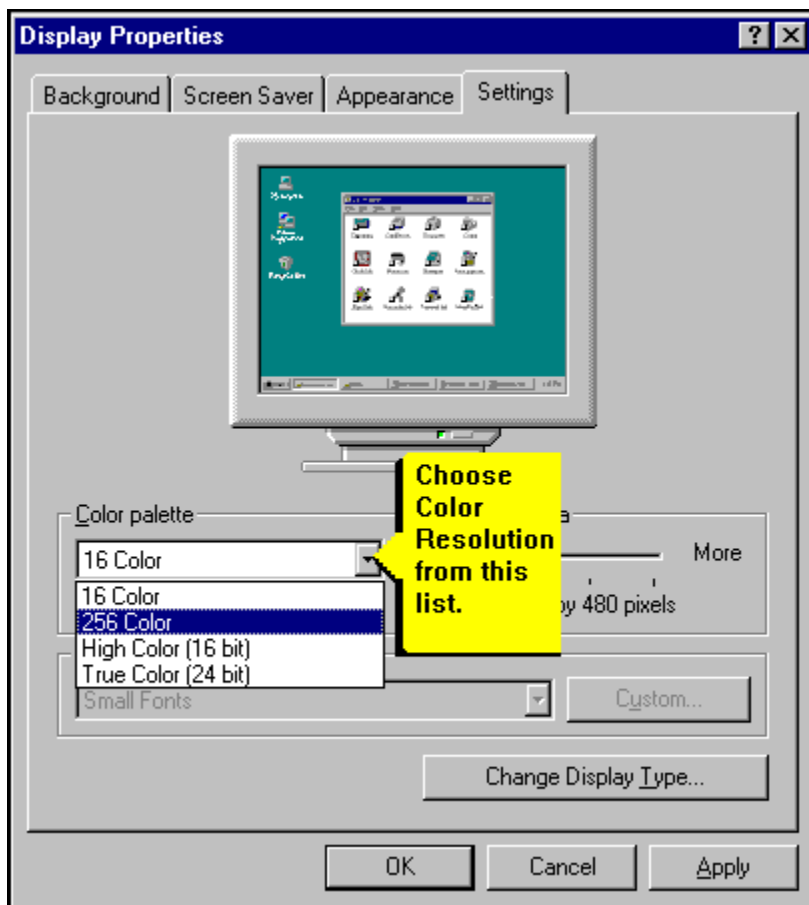 Display Properties
Background Screen Saver Appearance Settings
Color palette
16 Color
16 Color
256 Color
High Color (16 bit)
True Color (24 bit)
Choose
Color
Resolution
from this
list.
More
by 480 pixels
Small Fonts
Custom...
Change Display Type...
OK Cancel Apply